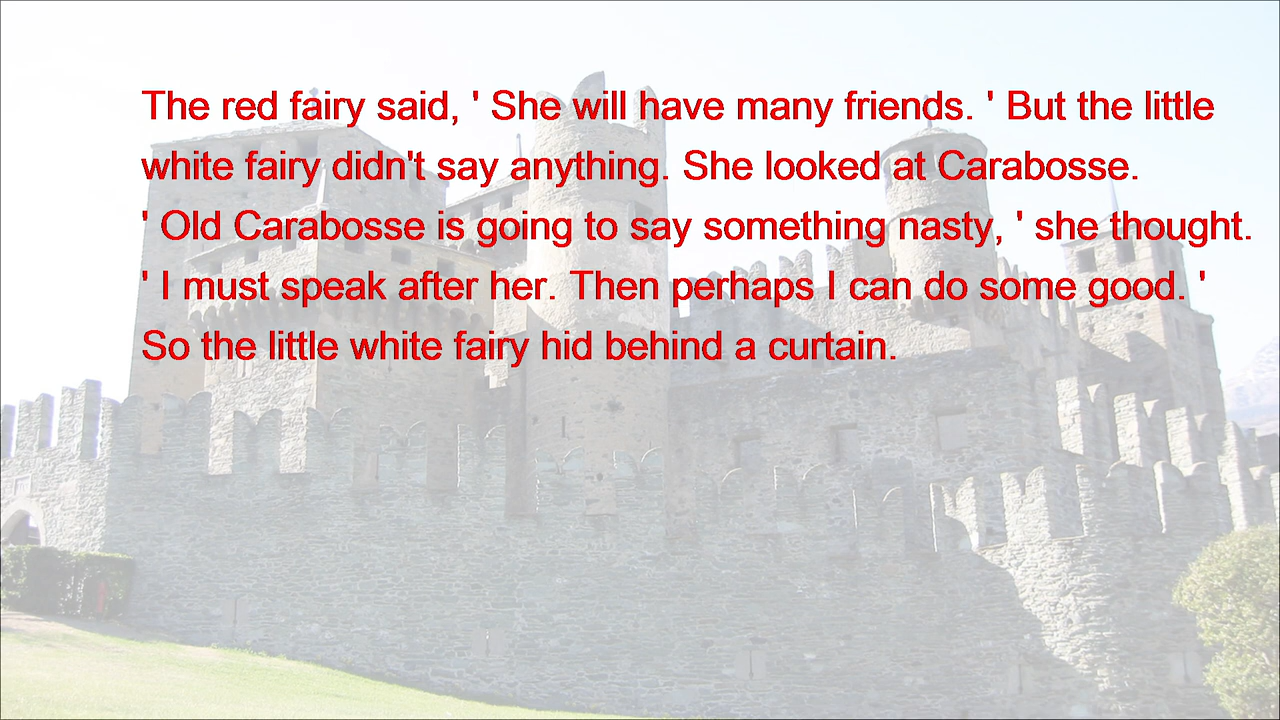 The red fairy said, ' She will have many friends. ' But the little
white fairy didn't say anything. She looked at Carabosse.
' Old Carabosse is going to say something nasty, ' she thought.
' I must speak after her. Then perhaps I can do some good. '
So the little white fairy hid behind a curtain.